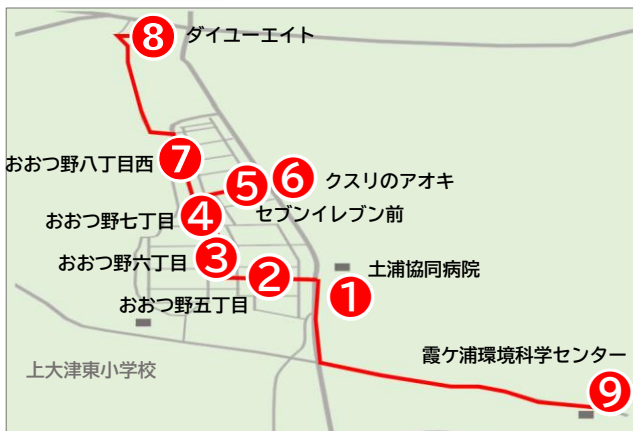 8
ダイユーエイト
7
おおつ野八丁目西
5
6
クスリのアオキ
セブンイレブン前
4
おおつ野七丁目
3
おおつ野六丁目
2
土浦協同病院
1
おおつ野五丁目
霞ケ浦環境科学センター
上大津東小学校
9